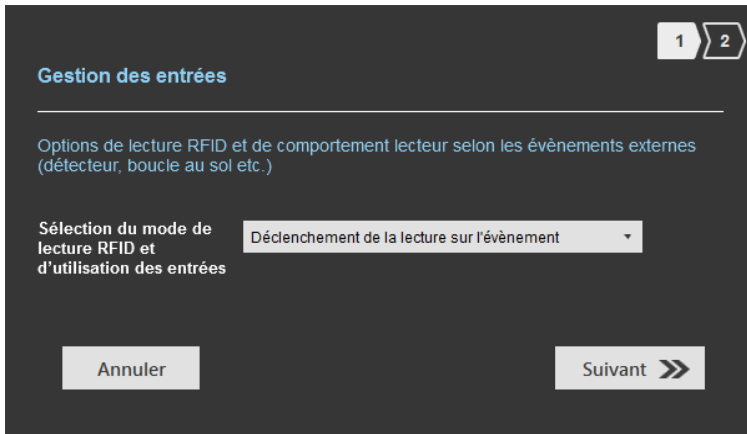 1 2
Gestion des entrées
Options de lecture RFID et de comportement lecteur selon les évènements externes
(détecteur, boucle au sol etc.)
Sélection du mode de
lecture RFID et
d'utilisation des entrées
Déclenchement de la lecture sur l'évènement
Annuler
Suivant